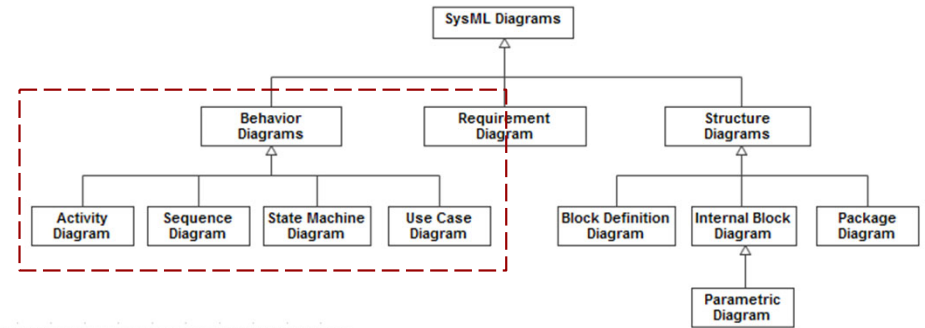 SysML Diagrams
Behavior
Diagrams
Requirement
Diagram
Structure
Diagrams
Activity
Diagram
Sequence
Diagram
State Machine
Diagram
Use Case
Diagram
Block Definition
Diagram
Internal Block
Diagram
Package
Diagram
Parametric
Diagram